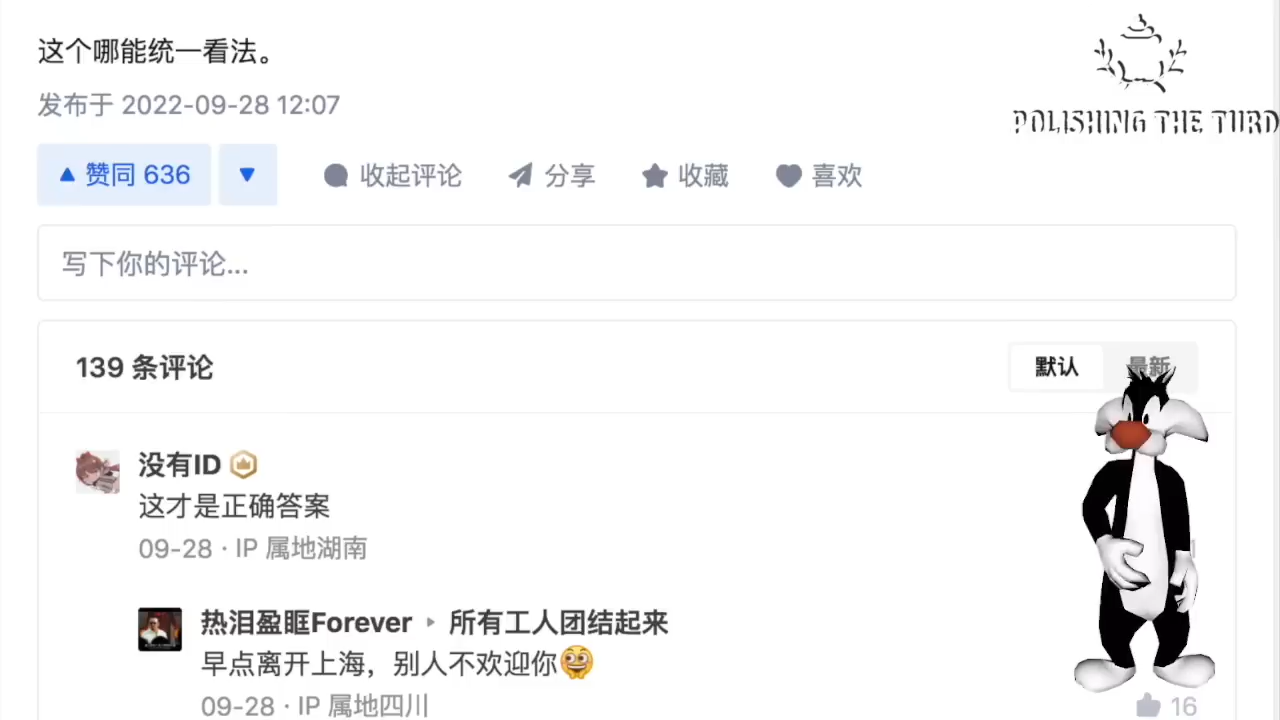 这个哪能统一看法。
发布于 2022-09-28 12:07
POLISHING THE TURD
赞同 636
收起评论
分享
收藏
喜欢
写下你的评论...
139 条评论
默认
最新
没有ID
这才是正确答案
09-28 · IP 属地湖南
热泪盈眶Forever ▸ 所有工人团结起来
早点离开上海，别人不欢迎你
09-28 · IP 属地四川
16